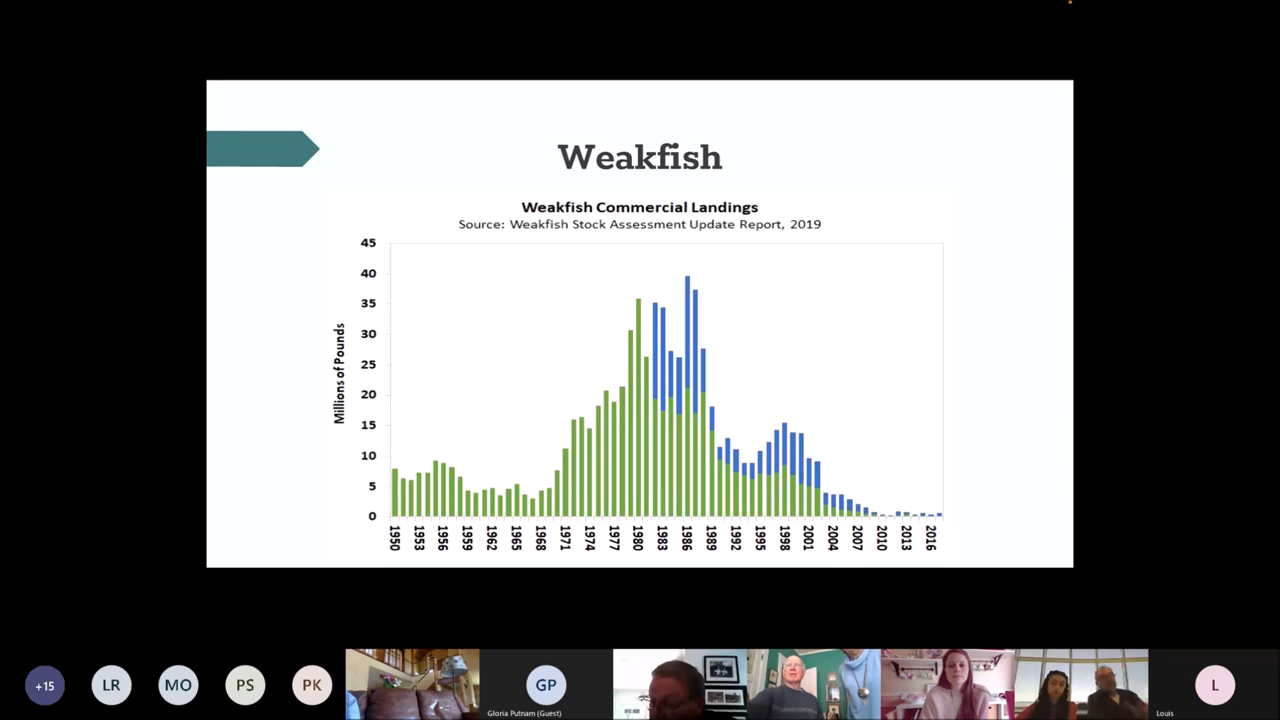 Weakfish
Weakfish Commercial Landings
Source: Weakfish Stock Assessment Update Report, 2019
Millions of Pounds
45
40
35
30
25
20
15
10
5
0
1950
1953
1956
1959
1962
1965
1968
1971
1974
1977
1980
1983
1986
1989
1992
1995
1998
2001
2004
2007
2010
2013
2016
+15
LR
MO
PS
PK
GP
Gloria Putnam (Guest)
L
Louis